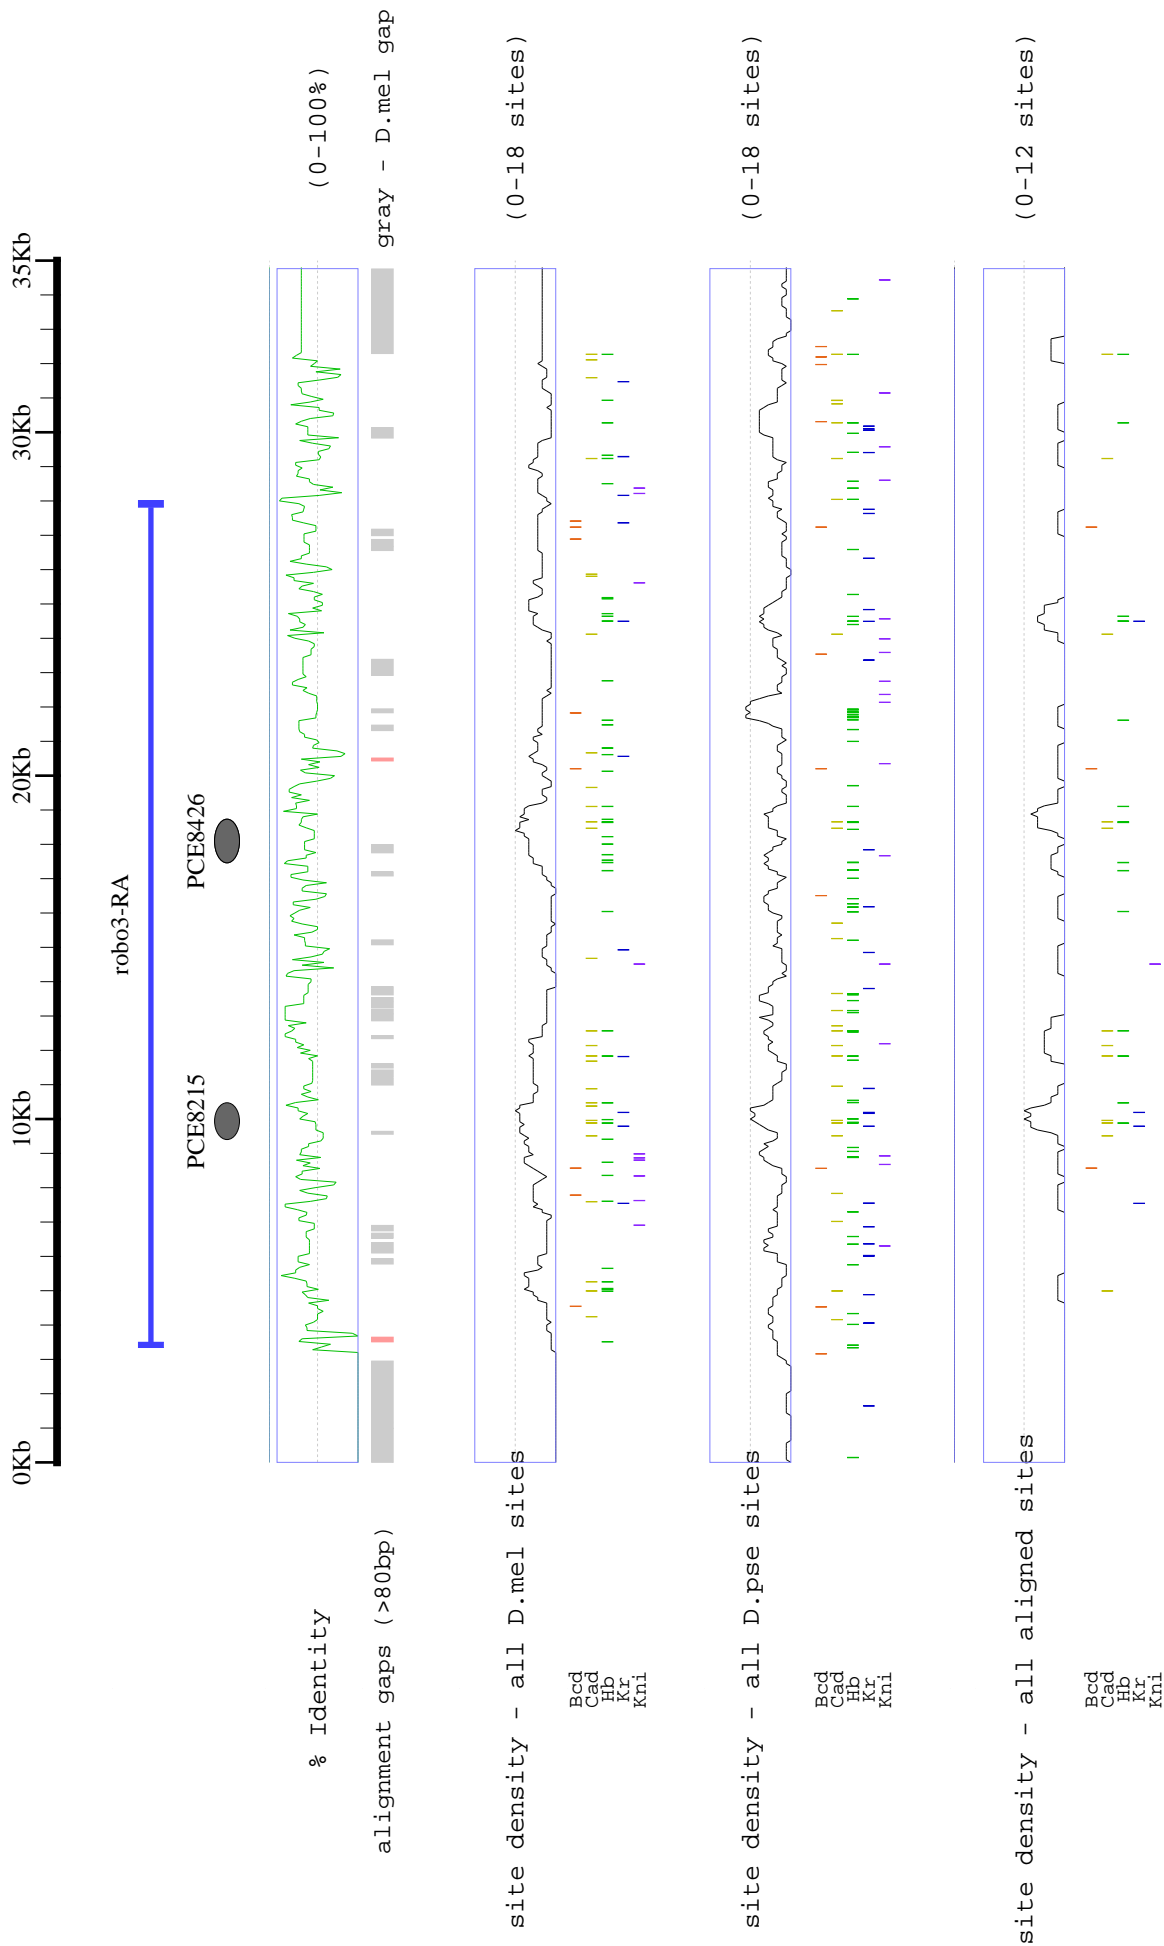 0Kb
10Kb
20Kb
30Kb
35Kb
robo3-RA
PCE8215
PCE8426
% Identity
(0-100%)
alignment gaps (>80bp)
gray - D.mel gap
site density - all D.mel sites
(0-18 sites)
Bcd
Cad
Hb
Kr
Kni
site density - all D.pse sites
(0-18 sites)
Bcd
Cad
Hb
Kr
Kni
site density - all aligned sites
(0-12 sites)
Bcd
Cad
Hb
Kr
Kni